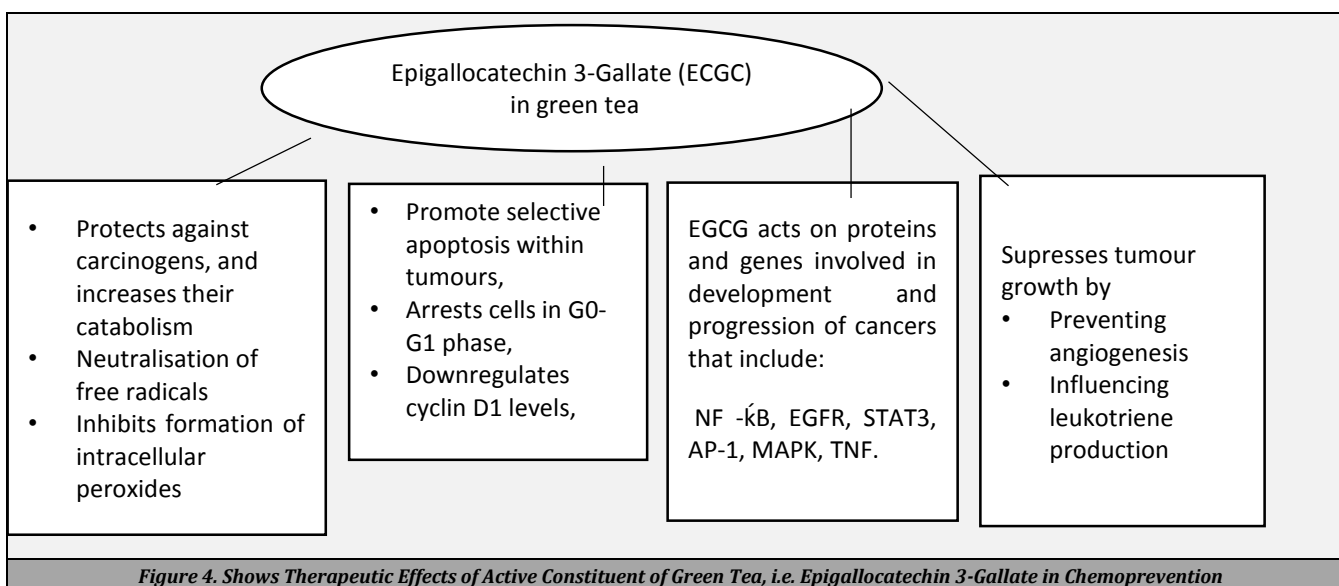 Epigallocatechin 3-Gallate (ECGC)
in green tea
• Protects against
carcinogens, and
increases their
catabolism
• Neutralisation of
free radicals
• Inhibits formation of
intracellular
peroxides
• Promote selective
apoptosis within
tumours,
• Arrests cells in G0-
G1 phase,
• Downregulates
cyclin D1 levels,
EGCG acts on proteins
and genes involved in
development and
progression of cancers
that include:
NF -ḱB, EGFR, STAT3,
AP-1, MAPK, TNF.
Supresses tumour
growth by
• Preventing
angiogenesis
• Influencing
leukotriene
production
Figure 4. Shows Therapeutic Effects of Active Constituent of Green Tea, i.e. Epigallocatechin 3-Gallate in Chemoprevention